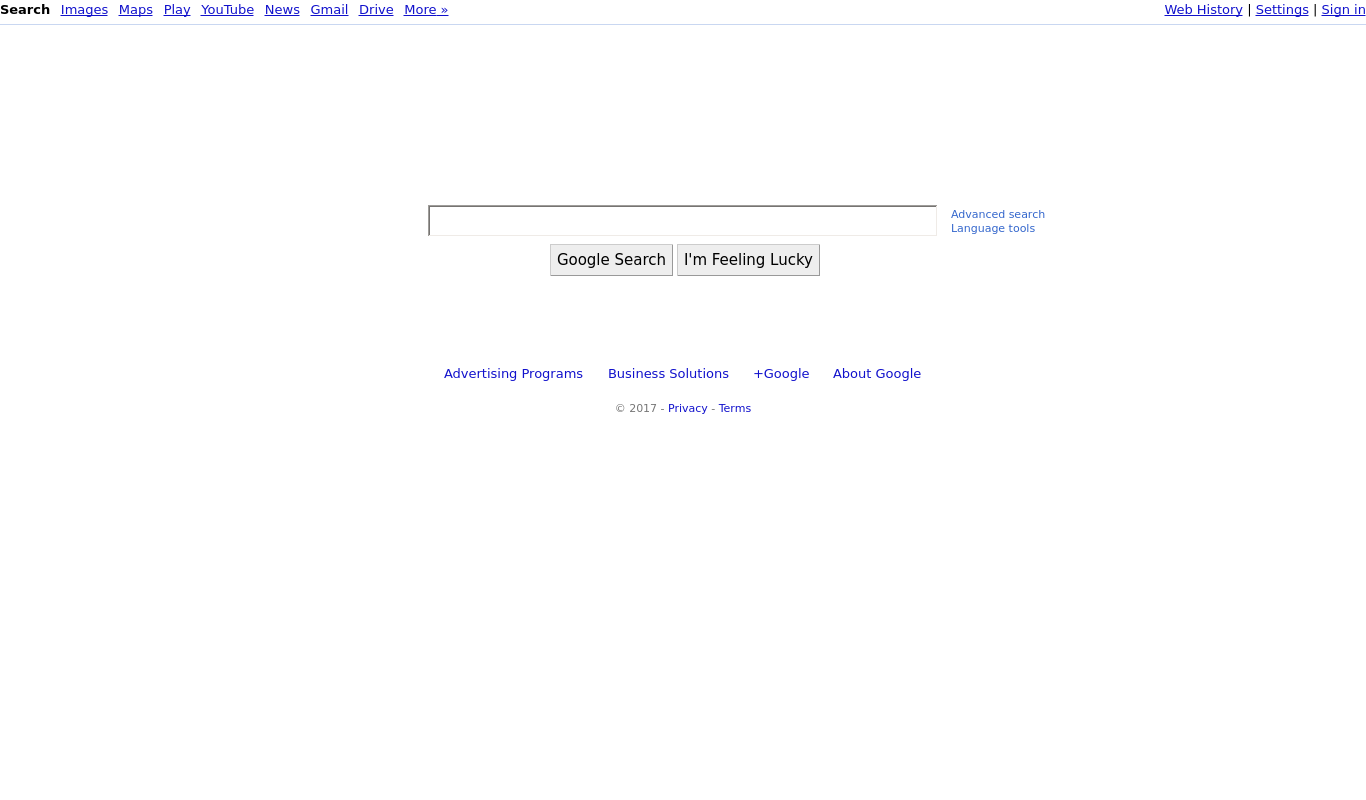 Search Images Maps Play YouTube News Gmail Drive More » Web History | Settings | Sign in
Advanced search
Language tools
Google Search I'm Feeling Lucky
Advertising Programs Business Solutions +Google About Google
© 2017 - Privacy - Terms